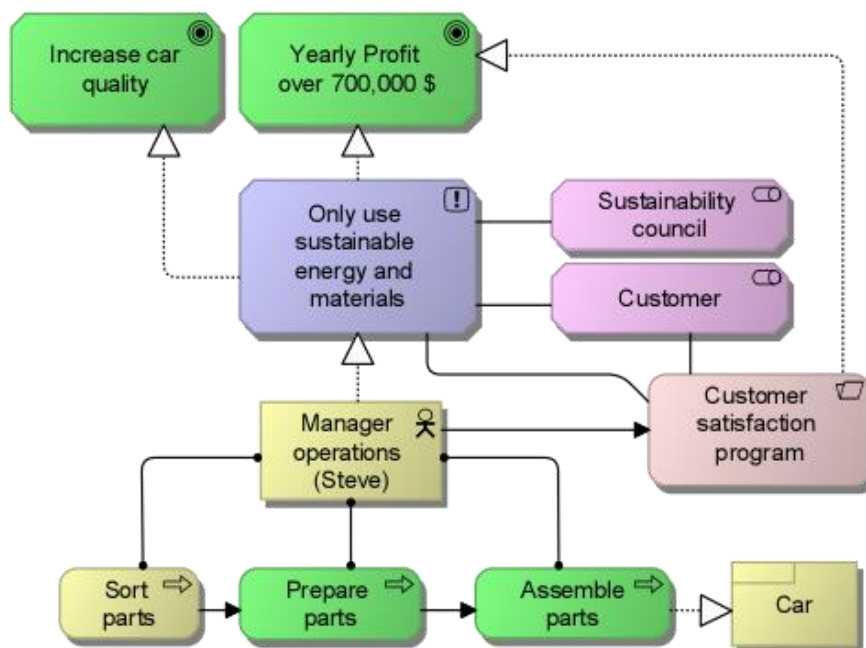 Increase car
quality
Yearly Profit
over 700,000 $
Only use
sustainable
energy and
materials
Sustainability
council
Customer
Customer
satisfaction
program
Manager
operations
(Steve)
Sort
parts
Prepare
parts
Assemble
parts
Car